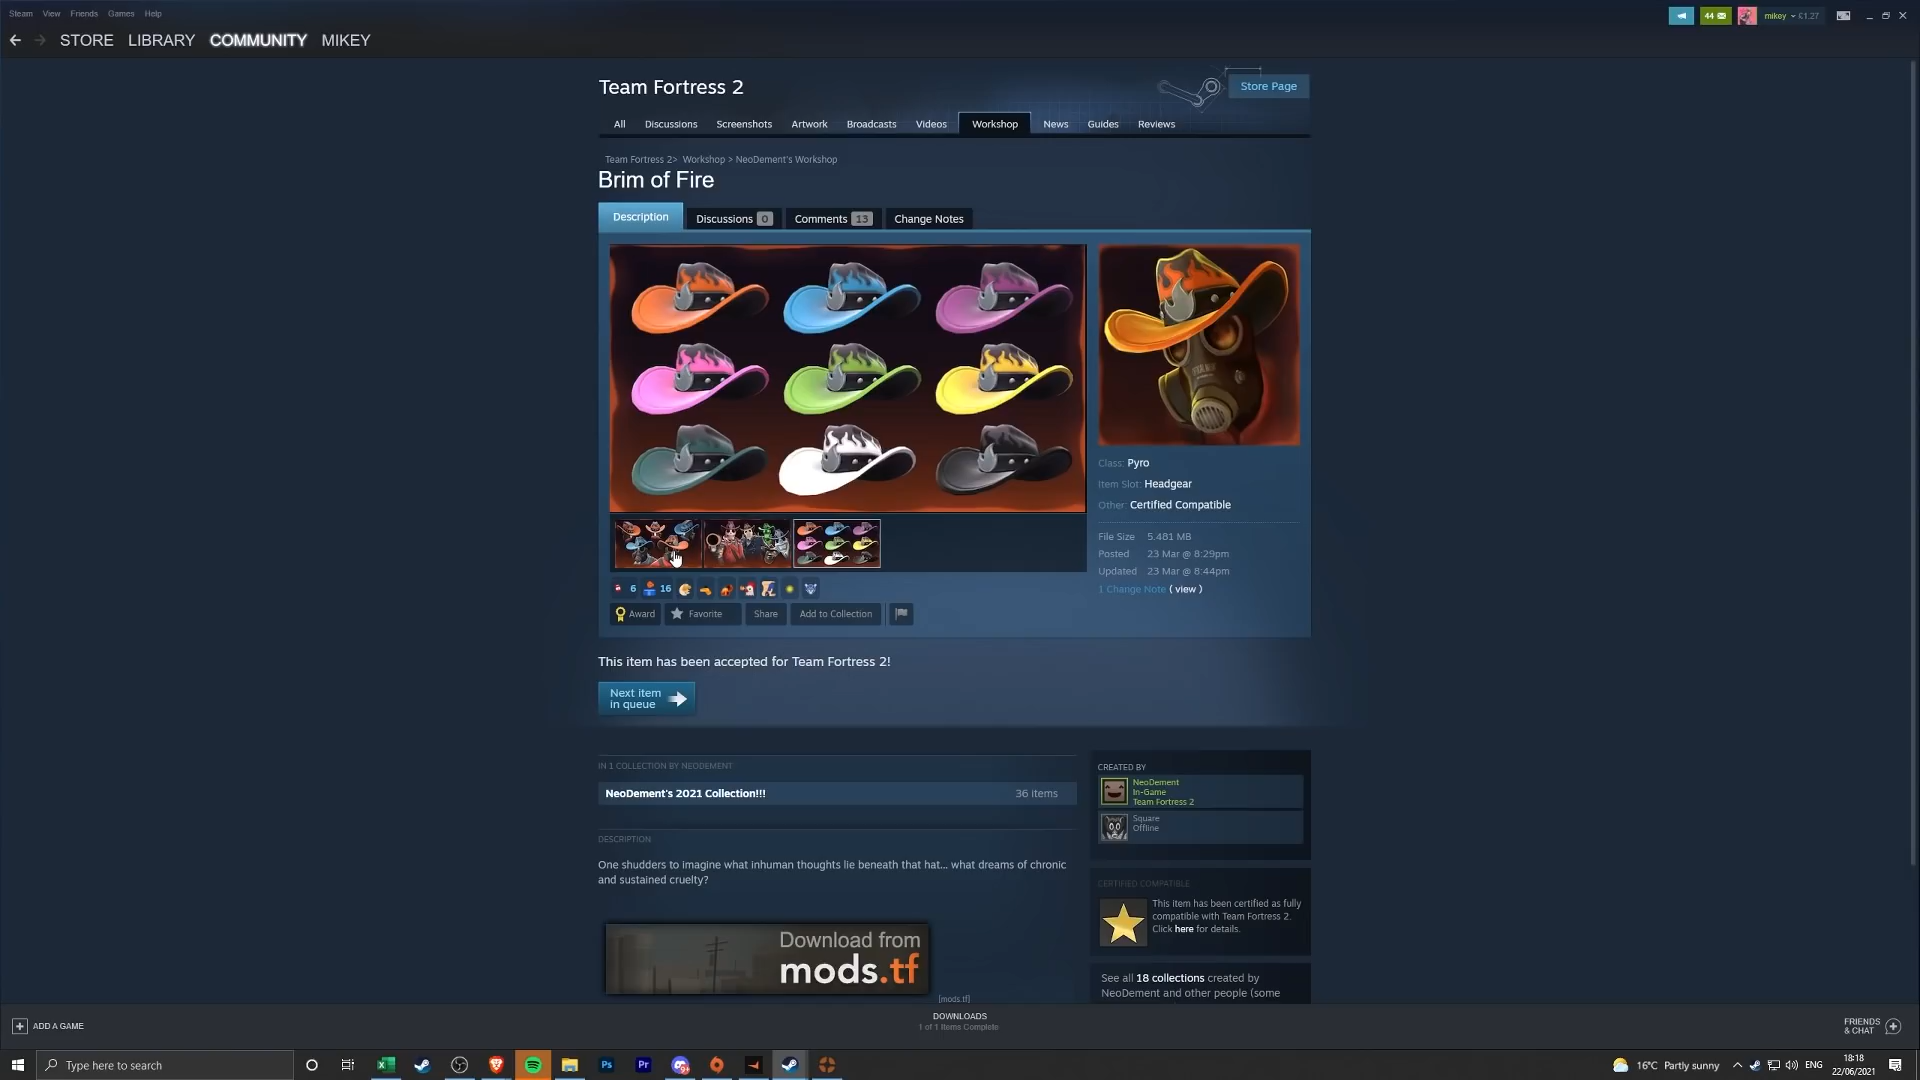 Steam View Friends Games Help
44
mikey £1.27
STORE LIBRARY COMMUNITY MIKEY
Team Fortress 2
Store Page
All Discussions Screenshots Artwork Broadcasts Videos Workshop News Guides Reviews
Team Fortress 2> Workshop > NeoDement's Workshop
Brim of Fire
Description Discussions 0 Comments 13 Change Notes
Class: Pyro
Item Slot: Headgear
Other: Certified Compatible
File Size 5.481 MB
Posted 23 Mar @ 8:29pm
Updated 23 Mar @ 8:44pm
1 Change Note ( view )
6 16
Award Favorite Share Add to Collection
This item has been accepted for Team Fortress 2!
Next item
in queue
IN 1 COLLECTION BY NEODEMENT
NeoDement's 2021 Collection!!! 36 items
DESCRIPTION
One shudders to imagine what inhuman thoughts lie beneath that hat... what dreams of chronic
and sustained cruelty?
Download from
mods.tf
[mods.tf]
CREATED BY
NeoDement
In-Game
Team Fortress 2
Square
Offline
CERTIFIED COMPATIBLE
This item has been certified as fully
compatible with Team Fortress 2.
Click here for details.
See all 18 collections created by
NeoDement and other people (some
ADD A GAME
DOWNLOADS
1 of 1 Items Complete
FRIENDS
& CHAT
Type here to search
Ps Pr
16°C Partly sunny
ENG
18:18
22/06/2021